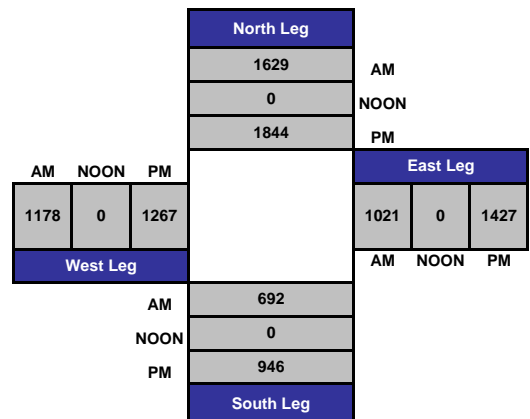 North Leg
1629 AM
0 NOON
1844 PM
AM NOON PM
East Leg
1178 0 1267
1021 0 1427
West Leg
AM NOON PM
AM 692
NOON 0
PM 946
South Leg